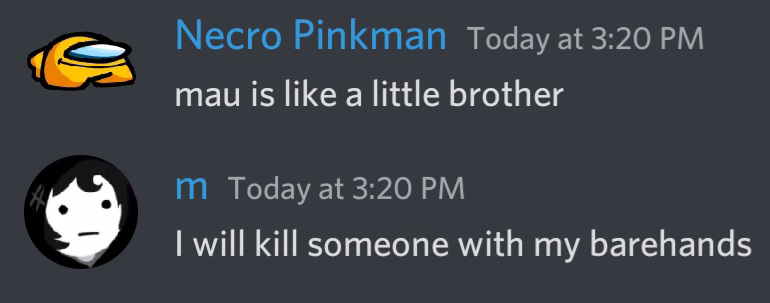 Necro Pinkman Today at 3:20 PM
mau is like a little brother
m Today at 3:20 PM
I will kill someone with my barehands